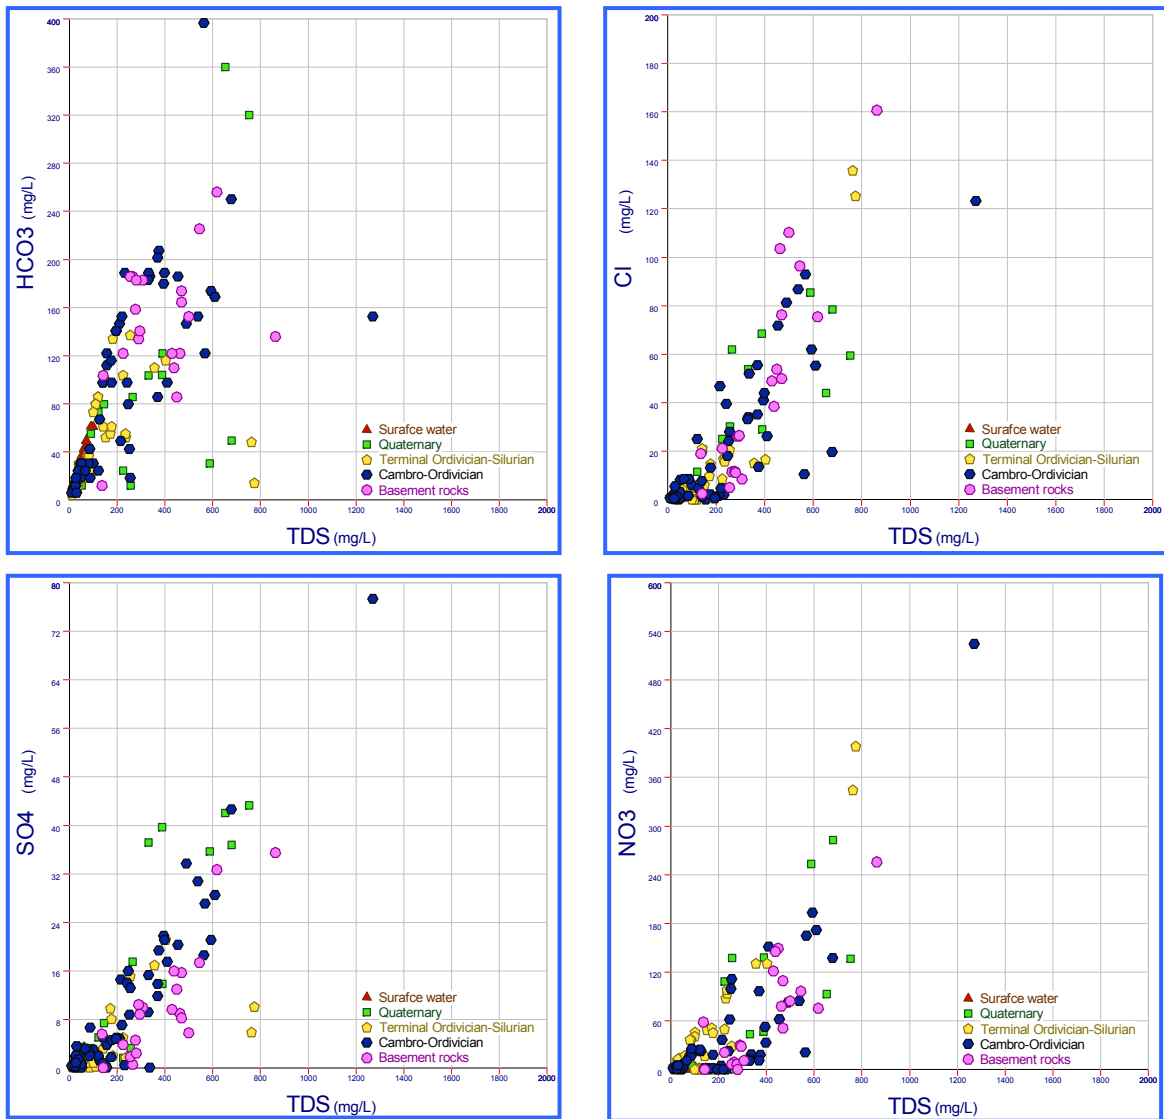 400
360
320
280
240
200
160
120
80
40
0
HCO3 (mg/L)
Surafce water
Quaternary
Terminal Ordivician-Silurian
Cambro-Ordivician
Basement rocks
0 200 400 600 800 1000 1200 1400 1600 1800 2000
TDS (mg/L)
200
180
160
140
120
100
80
60
40
20
0
Cl (mg/L)
Surafce water
Quaternary
Terminal Ordivician-Silurian
Cambro-Ordivician
Basement rocks
0 200 400 600 800 1000 1200 1400 1600 1800 2000
TDS (mg/L)
80
72
64
56
48
40
32
24
16
8
0
SO4 (mg/L)
Surafce water
Quaternary
Terminal Ordivician-Silurian
Cambro-Ordivician
Basement rocks
0 200 400 600 800 1000 1200 1400 1600 1800 2000
TDS (mg/L)
600
540
480
420
360
300
240
180
120
60
0
NO3 (mg/L)
Surafce water
Quaternary
Terminal Ordivician-Silurian
Cambro-Ordivician
Basement rocks
0 200 400 600 800 1000 1200 1400 1600 1800 2000
TDS (mg/L)